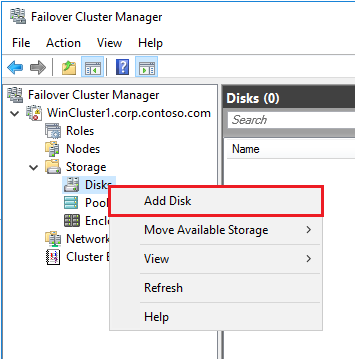 Failover Cluster Manager
File Action View Help
Failover Cluster Manager
WinCluster1.corp.contoso.com
Roles
Nodes
Storage
Disks
Pool
Enclo
Network
Cluster E
Disks (0)
Search
Name
Add Disk
Move Available Storage
View
Refresh
Help